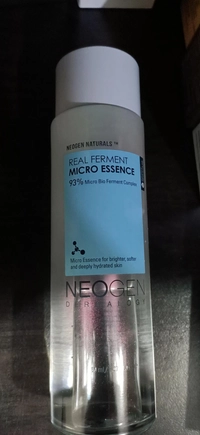 NEOGEN NATURALS ™
REAL FERMENT
MICRO ESSENCE
93% Micro Bio Ferment Complex
Micro Essence for brighter, softer
and deeply hydrated skin
NEOGEN